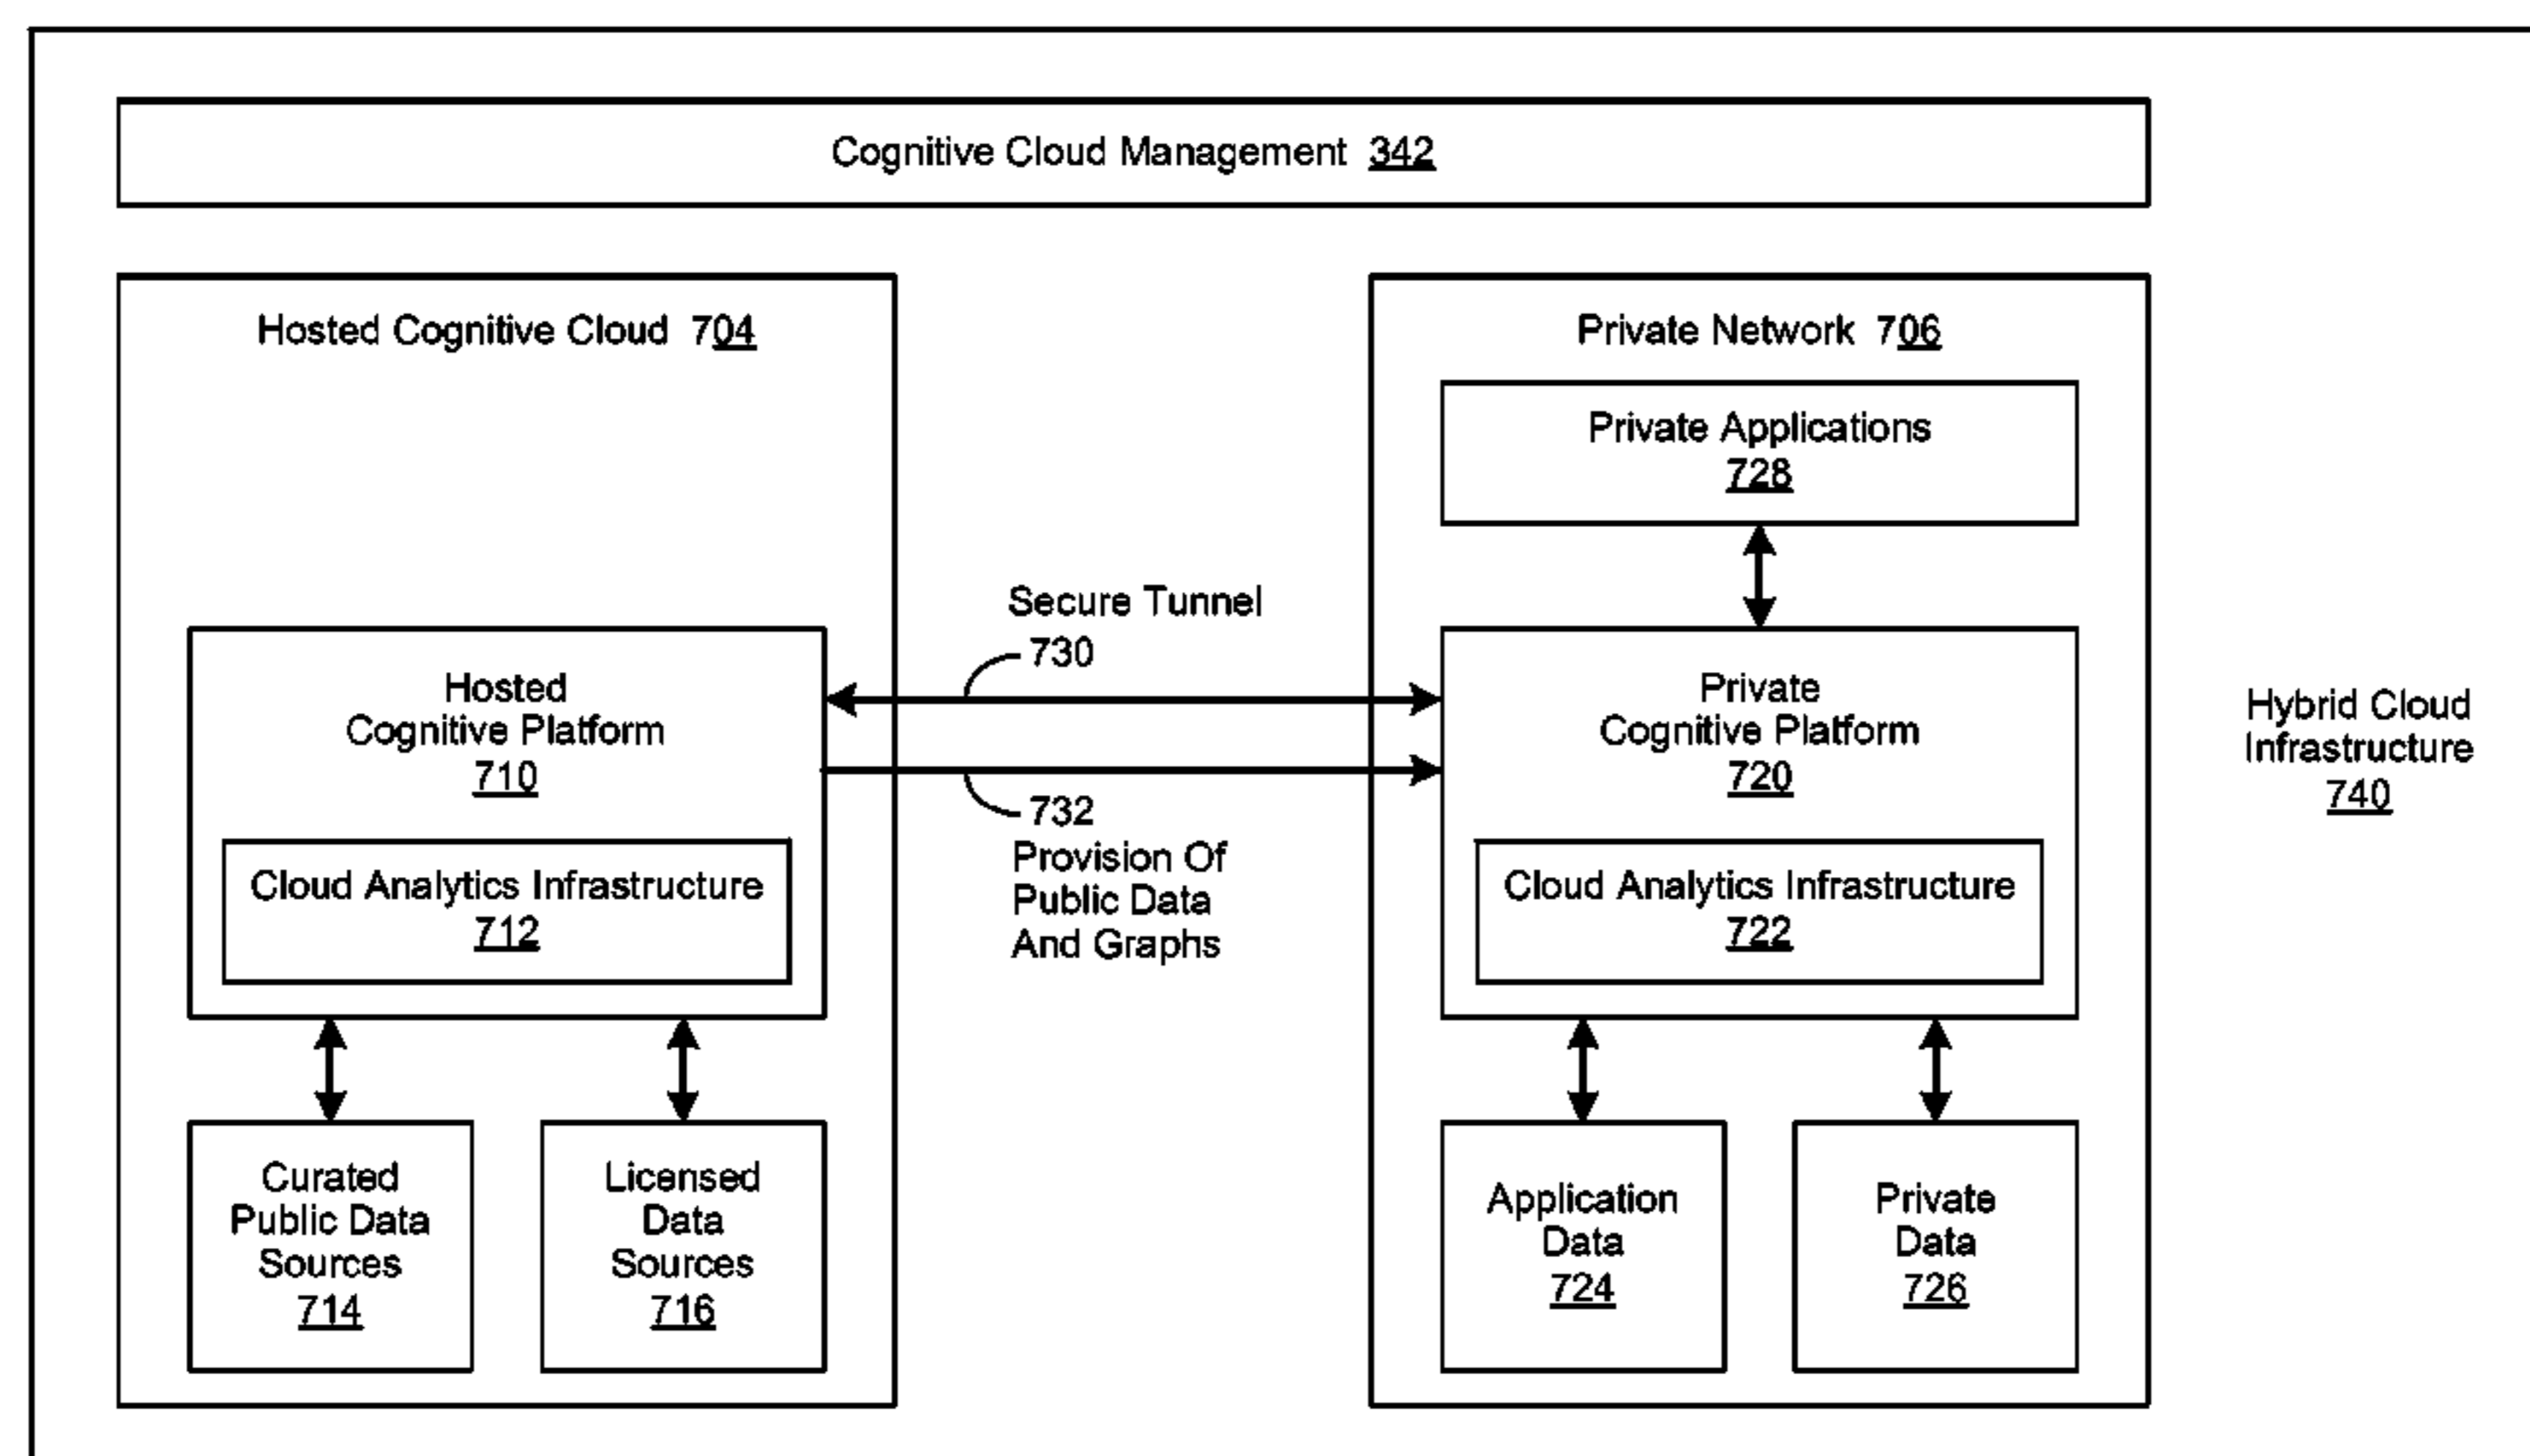 Cognitive Cloud Management 342
Hosted Cognitive Cloud 704
Hosted
Cognitive Platform
710
Cloud Analytics Infrastructure
712
Curated
Public Data
Sources
714
Licensed
Data
Sources
716
Secure Tunnel
730
732
Provision Of
Public Data
And Graphs
Private Network 706
Private Applications
728
Private
Cognitive Platform
720
Cloud Analytics Infrastructure
722
Application
Data
724
Private
Data
726
Hybrid Cloud
Infrastructure
740